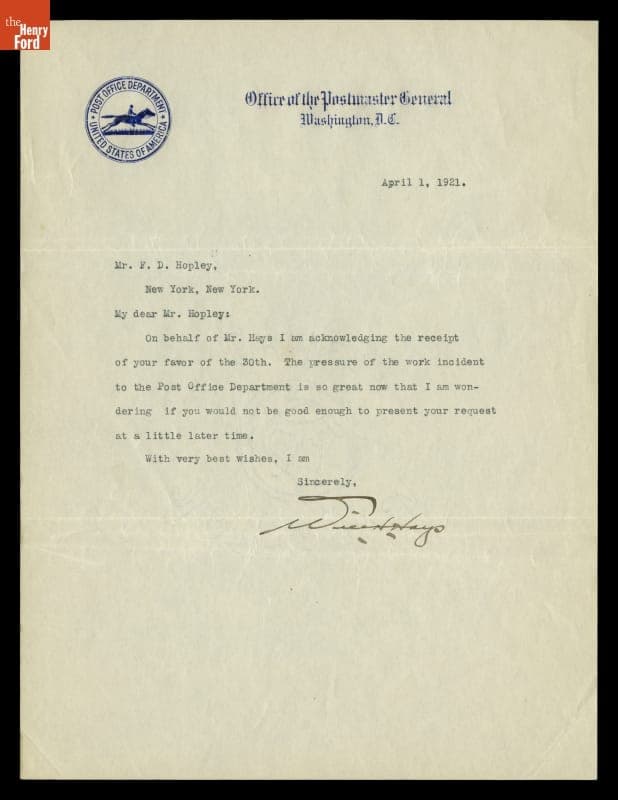 the
Henry
Ford
POST OFFICE DEPARTMENT
UNITED STATES OF AMERICA
Office of the Postmaster General
Washington, D.C.
April 1, 1921.
Mr. F. D. Hopley,
New York, New York.
My dear Mr. Hopley:
On behalf of Mr. Hays I am acknowledging the receipt
of your favor of the 30th. The pressure of the work incident
to the Post Office Department is so great now that I am won-
dering if you would not be good enough to present your request
at a little later time.
With very best wishes, I am
Sincerely,
Will H. Hays